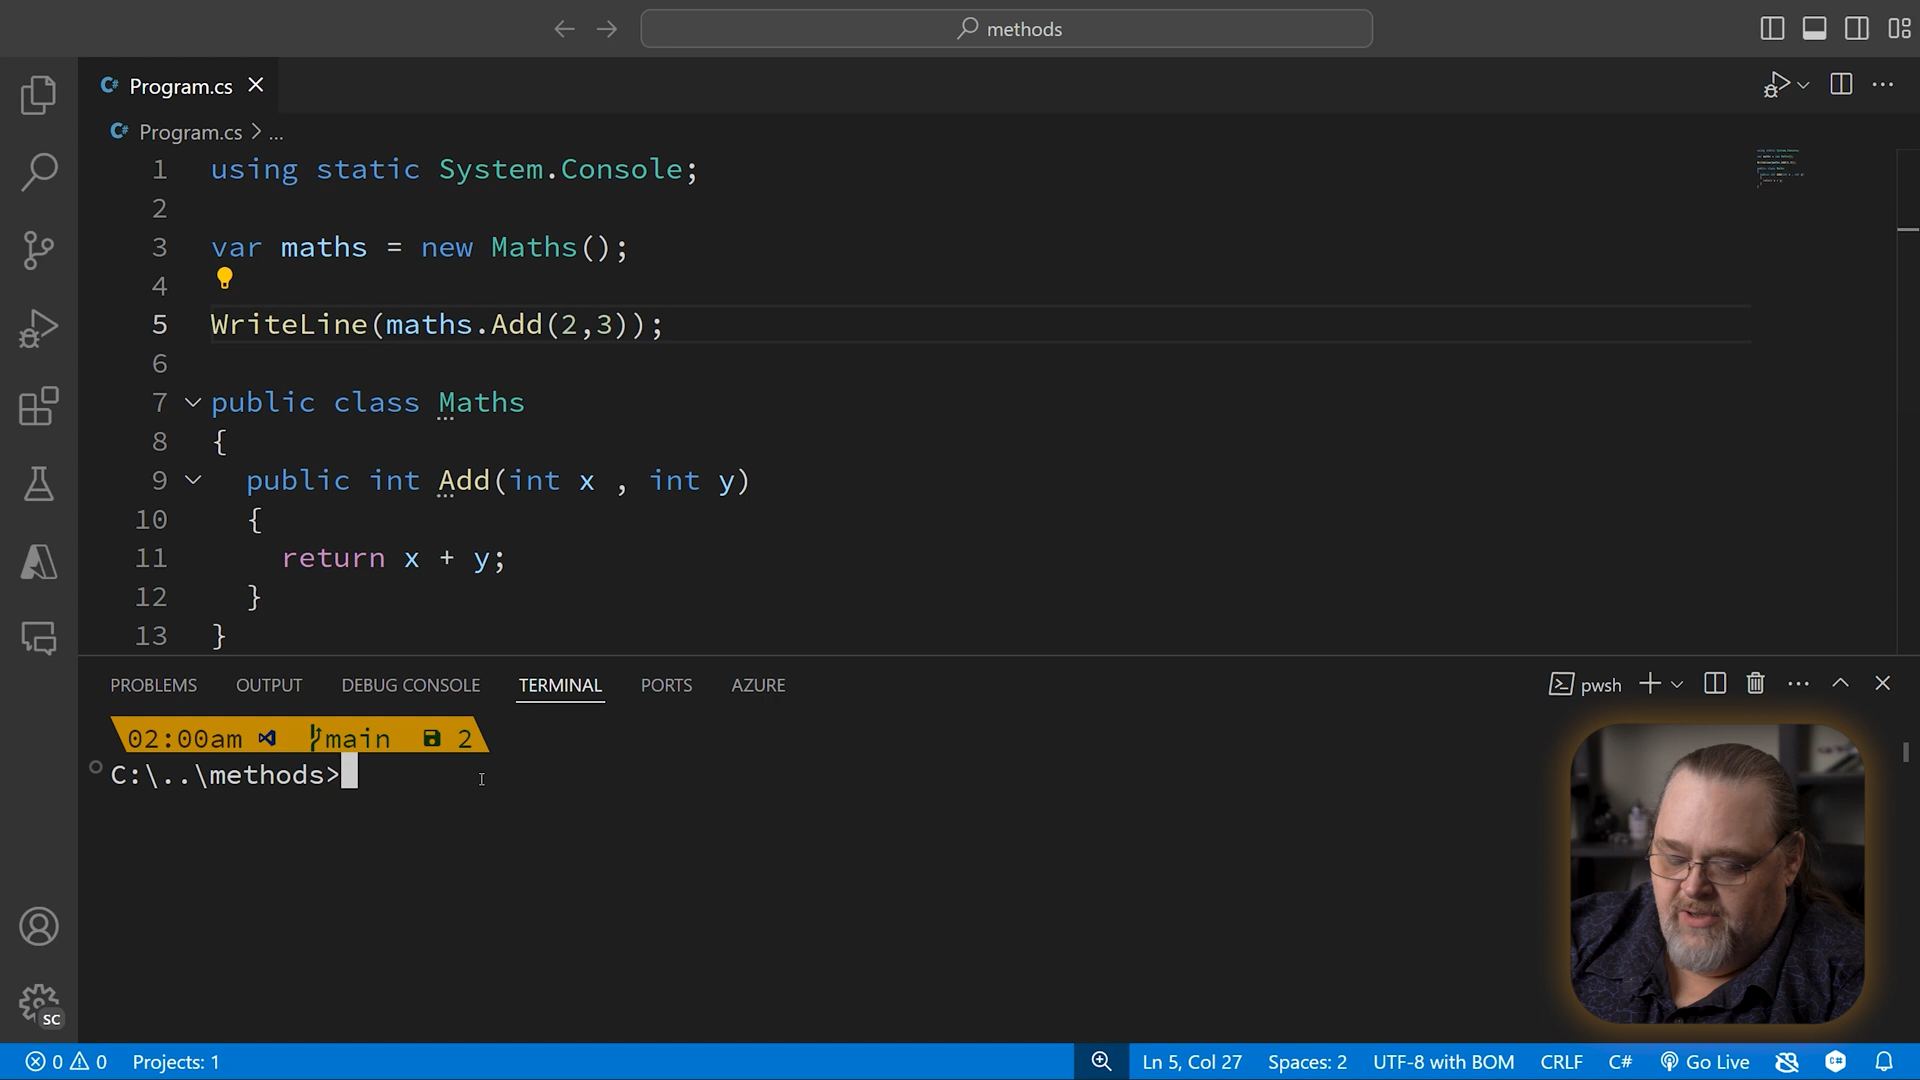 methods
Program.cs
Program.cs > ...
1 using static System.Console;
2
3 var maths = new Maths();
4
5 WriteLine(maths.Add(2,3));
6
7 public class Maths
8 {
9 public int Add(int x , int y)
10 {
11 return x + y;
12 }
13 }
PROBLEMS OUTPUT DEBUG CONSOLE TERMINAL PORTS AZURE pwsh
02:00am main 2
C:\..\methods>
SC
0 0 Projects: 1 Ln 5, Col 27 Spaces: 2 UTF-8 with BOM CRLF C# Go Live